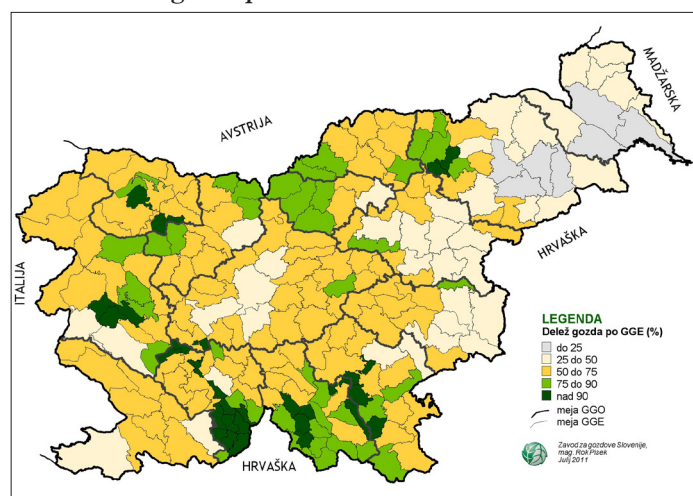 AVSTRIJA
MADŽARSKA
ITALIJA
HRVAŠKA
HRVAŠKA
LEGENDA
Delež gozda po GGE (%)
do 25
25 do 50
50 do 75
75 do 90
nad 90
meja GGO
meja GGE
Zavod za gozdove Slovenije,
mag. Rok Pisek
Julij 2011